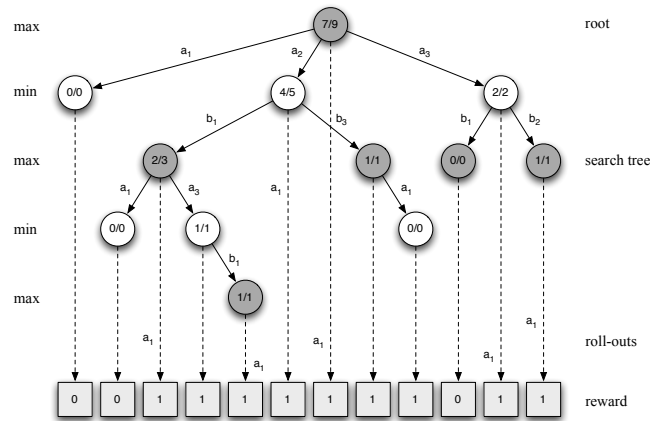 max 7/9 root
a1 a2 a3
min 0/0 4/5 2/2
b1 b3 b1 b2
max 2/3 1/1 0/0 1/1 search tree
a1 a3 a1 a1
min 0/0 1/1 0/0
b1
max 1/1
a1 a1 a1 a1 a1 roll-outs
0 0 1 1 1 1 1 1 1 0 1 1 reward